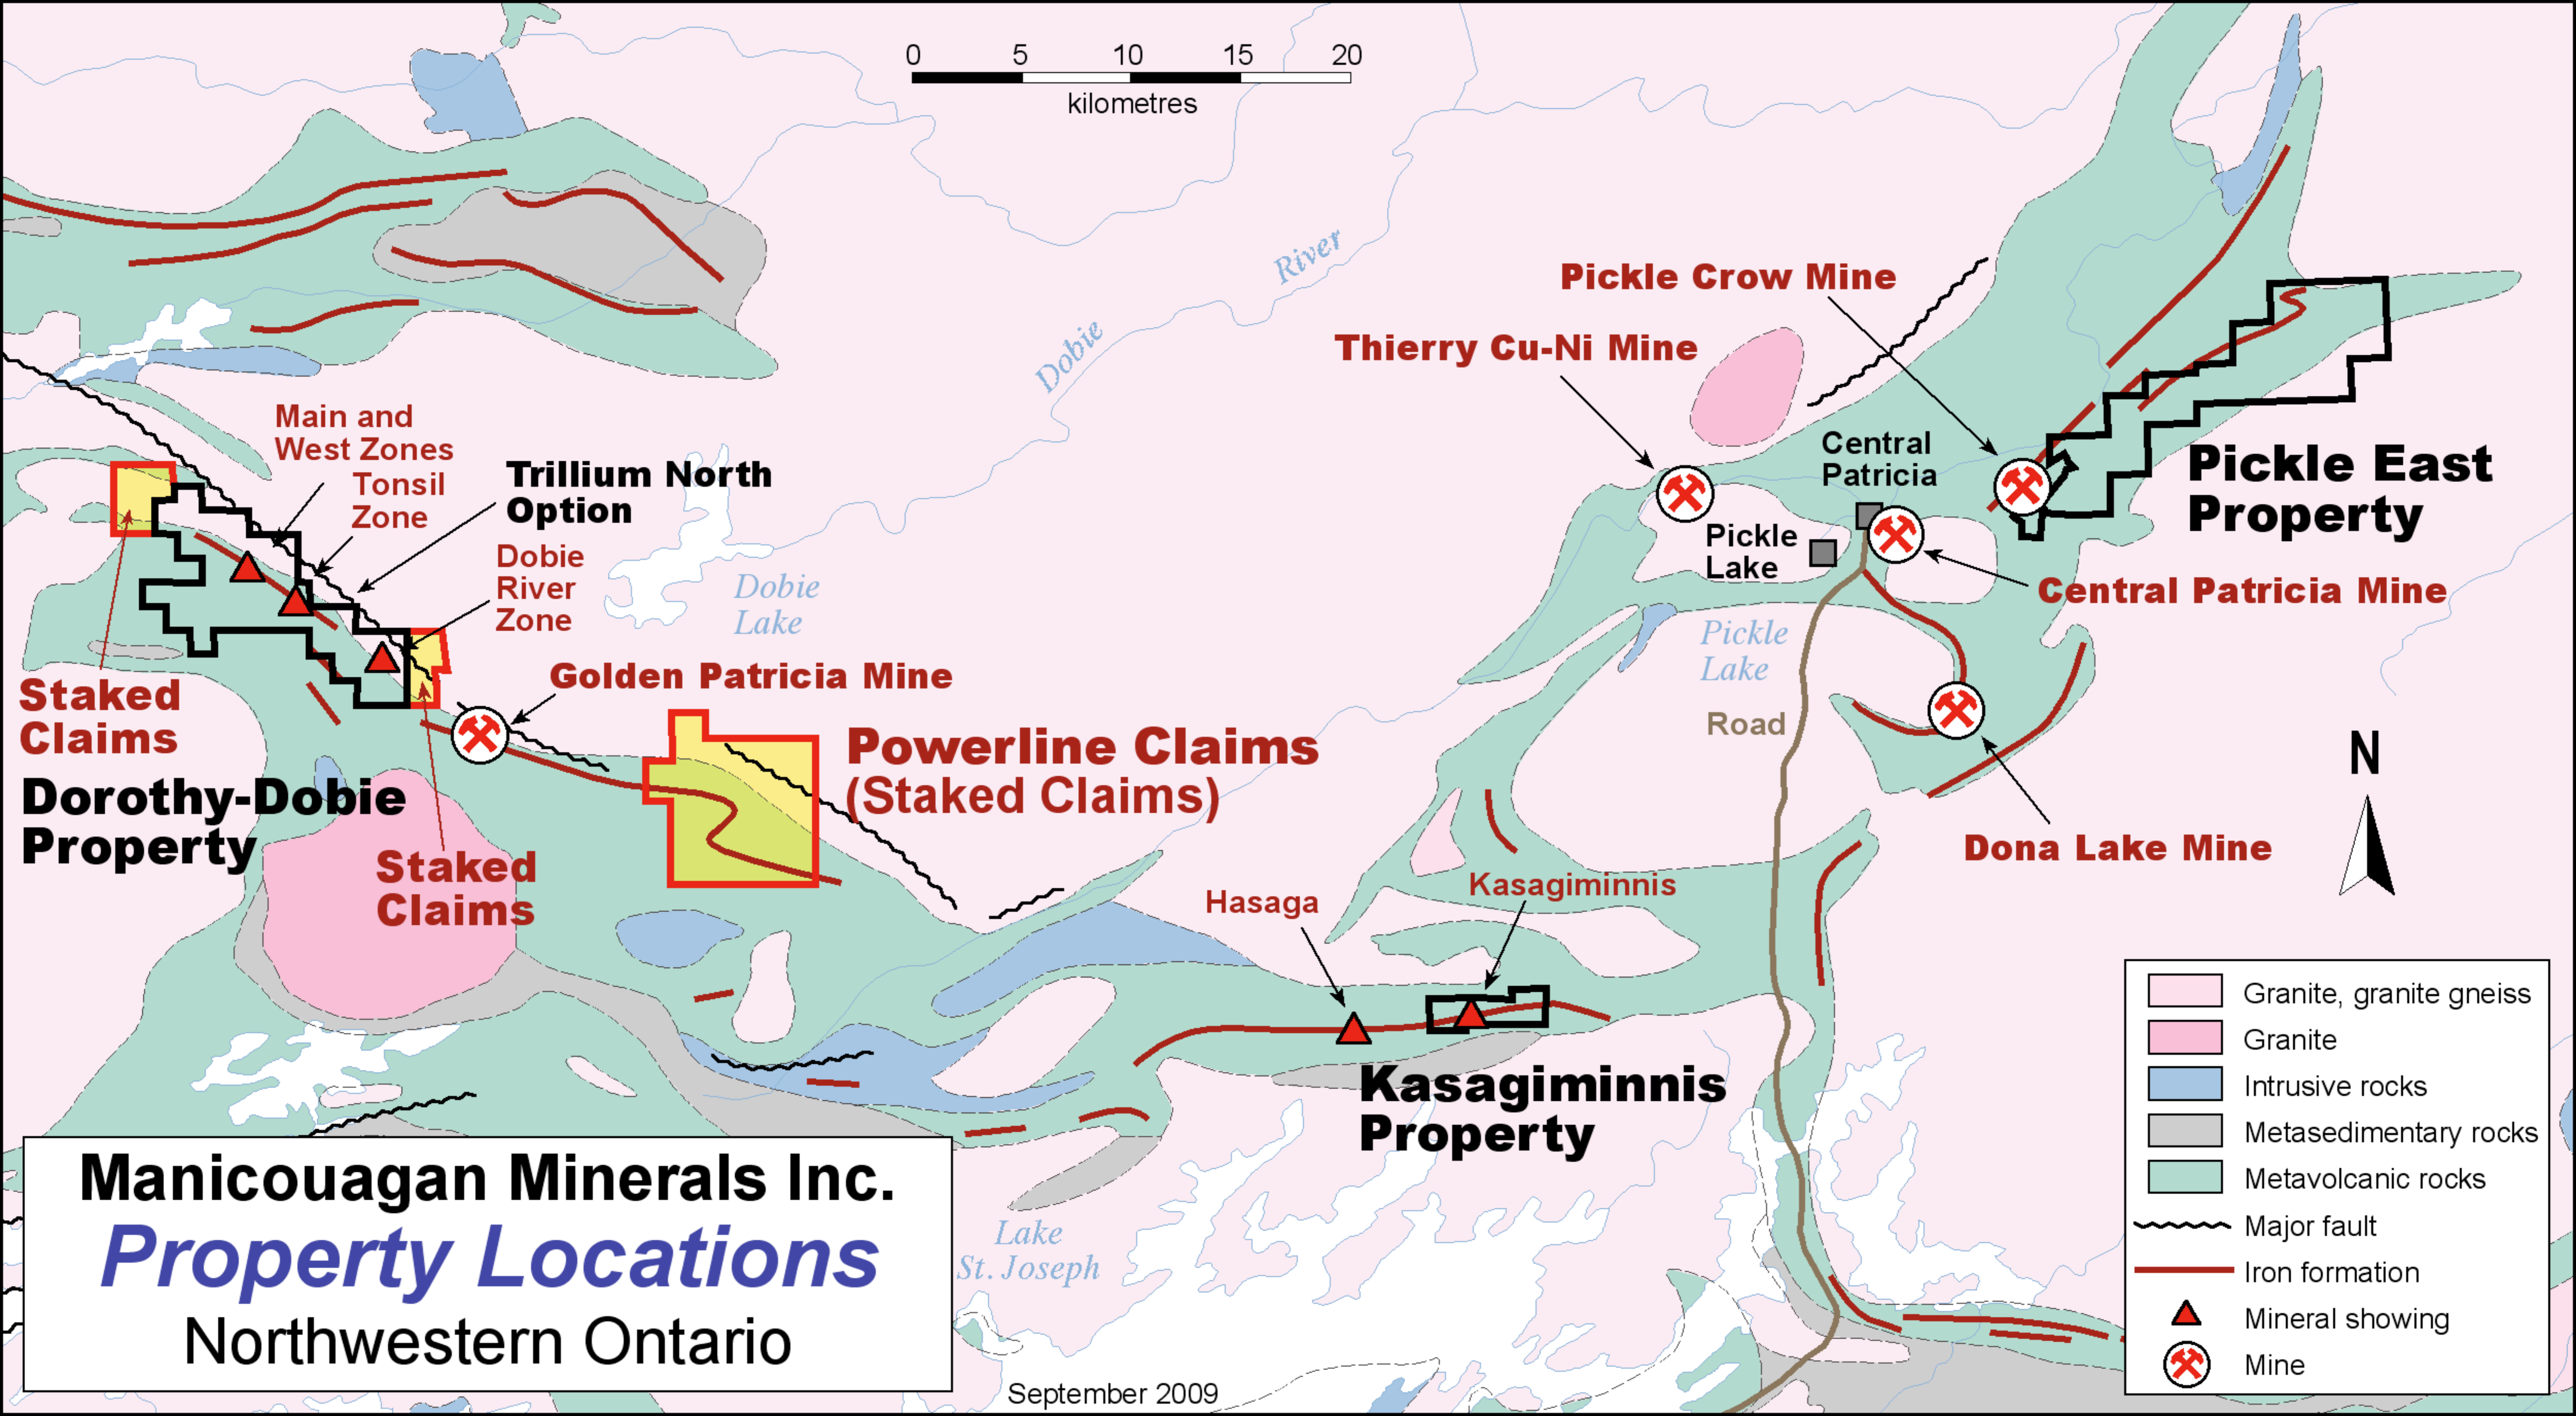 0 5 10 15 20
kilometres
River
Dobie
Pickle Crow Mine
Thierry Cu-Ni Mine
Main and
West Zones
Tonsil
Zone
Trillium North
Option
Dobie
River
Zone
Dobie
Lake
Central
Patricia
Pickle
Lake
Pickle East
Property
Central Patricia Mine
Pickle
Lake
Road
Staked
Claims
Golden Patricia Mine
Powerline Claims
(Staked Claims)
Dorothy-Dobie
Property
Staked
Claims
N
Dona Lake Mine
Hasaga
Kasagiminnis
Kasagiminnis
Property
Lake
St. Joseph
Granite, granite gneiss
Granite
Intrusive rocks
Metasedimentary rocks
Metavolcanic rocks
Major fault
Iron formation
Mineral showing
Mine
Manicouagan Minerals Inc.
Property Locations
Northwestern Ontario
September 2009